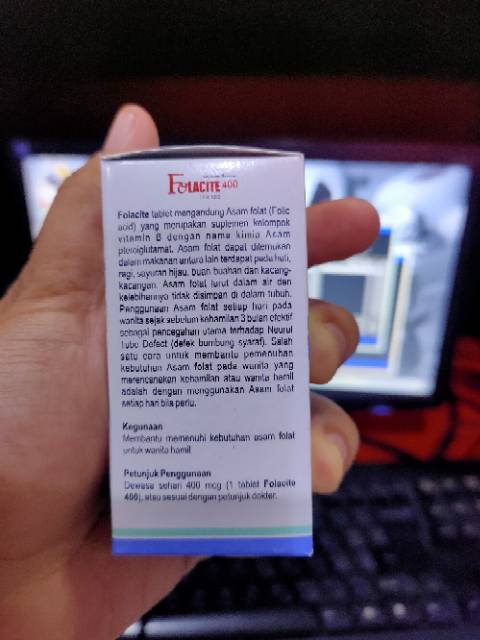 FOLACITE 400
Folacite tablet mengandung Asam folat (Folic
acid) yang merupakan suplemen kelompok
vitamin B dengan nama kimia Asam
pteroilglutamat. Asam folat dapat ditemukan
dalam makanan antara lain terdapat pada hati,
ragi, sayuran hijau, buah buahan dan kacang-
kacangan. Asam folat larut dalam air dan
kelebihannya tidak disimpan di dalam tubuh.
Penggunaan Asam folat setiap hari pada
wanita sejak sebelum kehamilan 3 bulan efektif
sebagai pencegahan utama terhadap Neural
Tube Defect (defek bumbung syaraf). Salah
satu cara untuk membantu pemenuhan
kebutuhan Asam folat pada wanita yang
merencanakan kehamilan atau wanita hamil
adalah dengan menggunakan Asam folat
setiap hari bila perlu.
Kegunaan
Membantu memenuhi kebutuhan asam folat
untuk wanita hamil
Petunjuk Penggunaan
Dewasa sehari 400 mcg (1 tablet Folacite
400), atau sesuai dengan petunjuk dokter.